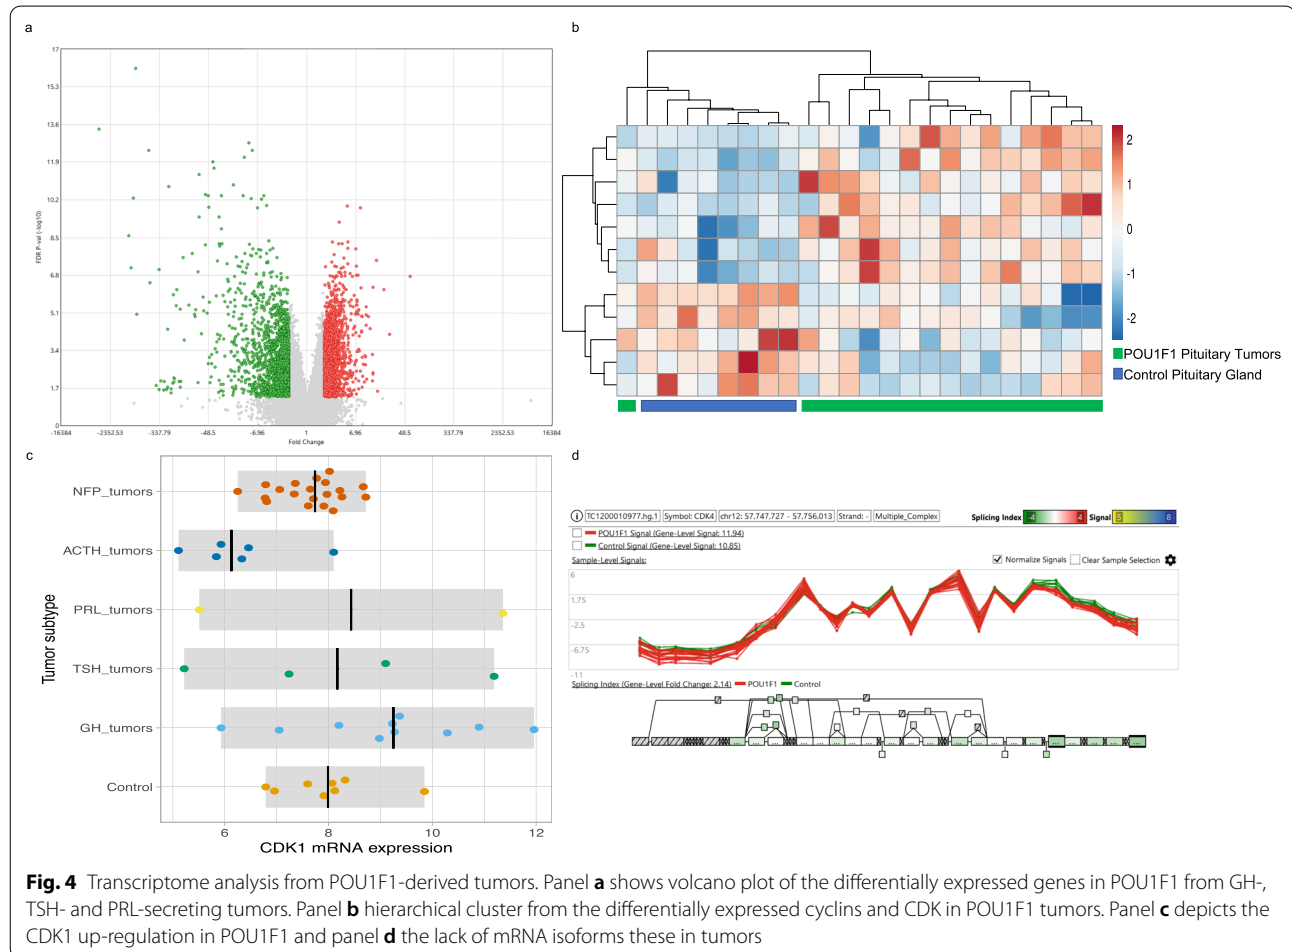 a
17
15.3
13.6
11.9
10.2
8.5
6.8
5.1
3.4
1.7
0
FDR P-val (-log10)
-16384 -2352.53 -337.79 -48.5 -6.96 1 6.96 48.5 337.79 2352.53 16384
Fold Change
b
2
1
0
-1
-2
POU1F1 Pituitary Tumors
Control Pituitary Gland
c
Tumor subtype
NFP_tumors
ACTH_tumors
PRL_tumors
TSH_tumors
GH_tumors
Control
6 8 10 12
CDK1 mRNA expression
d
i TC1200010977.hg.1 Symbol: CDK4 chr12: 57,747,727 - 57,756,013 Strand: - Multiple_Complex
Splicing Index -4 4 Signal 5 8
POU1F1 Signal (Gene-Level Signal: 11.94)
Control Signal (Gene-Level Signal: 10.85)
Sample-Level Signals:
Normalize Signals Clear Sample Selection
6
1.75
-2.5
-6.75
-11
Splicing Index (Gene-Level Fold Change: 2.14) POU1F1 Control
Fig. 4 Transcriptome analysis from POU1F1-derived tumors. Panel a shows volcano plot of the differentially expressed genes in POU1F1 from GH-,
TSH- and PRL-secreting tumors. Panel b hierarchical cluster from the differentially expressed cyclins and CDK in POU1F1 tumors. Panel c depicts the
CDK1 up-regulation in POU1F1 and panel d the lack of mRNA isoforms these in tumors